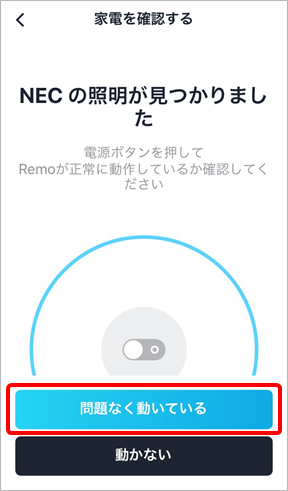 家電を確認する
NEC の照明が見つかりまし
た
電源ボタンを押して
Remoが正常に動作しているか確認してく
ださい
問題なく動いている
動かない